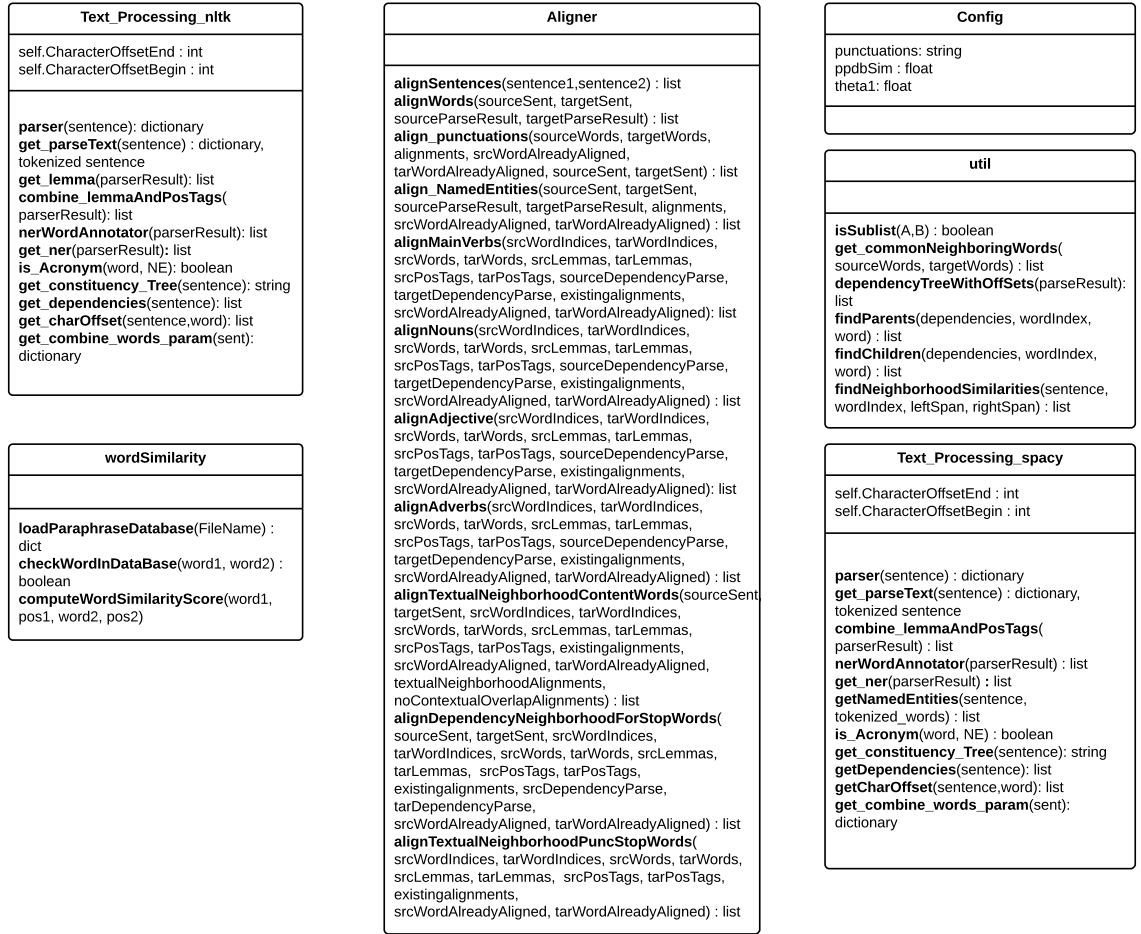 Text_Processing_nltk
self.CharacterOffsetEnd : int
self.CharacterOffsetBegin : int
parser(sentence): dictionary
get_parseText(sentence) : dictionary,
tokenized sentence
get_lemma(parserResult): list
combine_lemmaAndPosTags(
parserResult): list
nerWordAnnotator(parserResult): list
get_ner(parserResult): list
is_Acronym(word, NE): boolean
get_constituency_Tree(sentence): string
get_dependencies(sentence): list
get_charOffset(sentence,word): list
get_combine_words_param(sent):
dictionary
wordSimilarity
loadParaphraseDatabase(FileName) :
dict
checkWordInDataBase(word1, word2) :
boolean
computeWordSimilarityScore(word1,
pos1, word2, pos2)
Aligner
alignSentences(sentence1,sentence2) : list
alignWords(sourceSent, targetSent,
sourceParseResult, targetParseResult) : list
align_punctuations(sourceWords, targetWords,
alignments, srcWordAlreadyAligned,
tarWordAlreadyAligned, sourceSent, targetSent) : list
align_NamedEntities(sourceSent, targetSent,
sourceParseResult, targetParseResult, alignments,
srcWordAlreadyAligned, tarWordAlreadyAligned) : list
alignMainVerbs(srcWordIndices, tarWordIndices,
srcWords, tarWords, srcLemmas, tarLemmas,
srcPosTags, tarPosTags, sourceDependencyParse,
targetDependencyParse, existingalignments,
srcWordAlreadyAligned, tarWordAlreadyAligned): list
alignNouns(srcWordIndices, tarWordIndices,
srcWords, tarWords, srcLemmas, tarLemmas,
srcPosTags, tarPosTags, sourceDependencyParse,
targetDependencyParse, existingalignments,
srcWordAlreadyAligned, tarWordAlreadyAligned) : list
alignAdjective(srcWordIndices, tarWordIndices,
srcWords, tarWords, srcLemmas, tarLemmas,
srcPosTags, tarPosTags, sourceDependencyParse,
targetDependencyParse, existingalignments,
srcWordAlreadyAligned, tarWordAlreadyAligned): list
alignAdverbs(srcWordIndices, tarWordIndices,
srcWords, tarWords, srcLemmas, tarLemmas,
srcPosTags, tarPosTags, sourceDependencyParse,
targetDependencyParse, existingalignments,
srcWordAlreadyAligned, tarWordAlreadyAligned) : list
alignTextualNeighborhoodContentWords(sourceSent,
targetSent, srcWordIndices, tarWordIndices,
srcWords, tarWords, srcLemmas, tarLemmas,
srcPosTags, tarPosTags, existingalignments,
srcWordAlreadyAligned, tarWordAlreadyAligned,
textualNeighborhoodAlignments,
noContextualOverlapAlignments) : list
alignDependencyNeighborhoodForStopWords(
sourceSent, targetSent, srcWordIndices,
tarWordIndices, srcWords, tarWords, srcLemmas,
tarLemmas, srcPosTags, tarPosTags,
existingalignments, srcDependencyParse,
tarDependencyParse,
srcWordAlreadyAligned, tarWordAlreadyAligned) : list
alignTextualNeighborhoodPuncStopWords(
srcWordIndices, tarWordIndices, srcWords, tarWords,
srcLemmas, tarLemmas, srcPosTags, tarPosTags,
existingalignments,
srcWordAlreadyAligned, tarWordAlreadyAligned) : list
Config
punctuations: string
ppdbSim : float
theta1: float
util
isSublist(A,B) : boolean
get_commonNeighboringWords(
sourceWords, targetWords) : list
dependencyTreeWithOffSets(parseResult):
list
findParents(dependencies, wordIndex,
word) : list
findChildren(dependencies, wordIndex,
word) : list
findNeighborhoodSimilarities(sentence,
wordIndex, leftSpan, rightSpan) : list
Text_Processing_spacy
self.CharacterOffsetEnd : int
self.CharacterOffsetBegin : int
parser(sentence) : dictionary
get_parseText(sentence) : dictionary,
tokenized sentence
combine_lemmaAndPosTags(
parserResult) : list
nerWordAnnotator(parserResult) : list
get_ner(parserResult) : list
getNamedEntities(sentence,
tokenized_words) : list
is_Acronym(word, NE) : boolean
get_constituency_Tree(sentence): string
getDependencies(sentence): list
getCharOffset(sentence,word): list
get_combine_words_param(sent):
dictionary